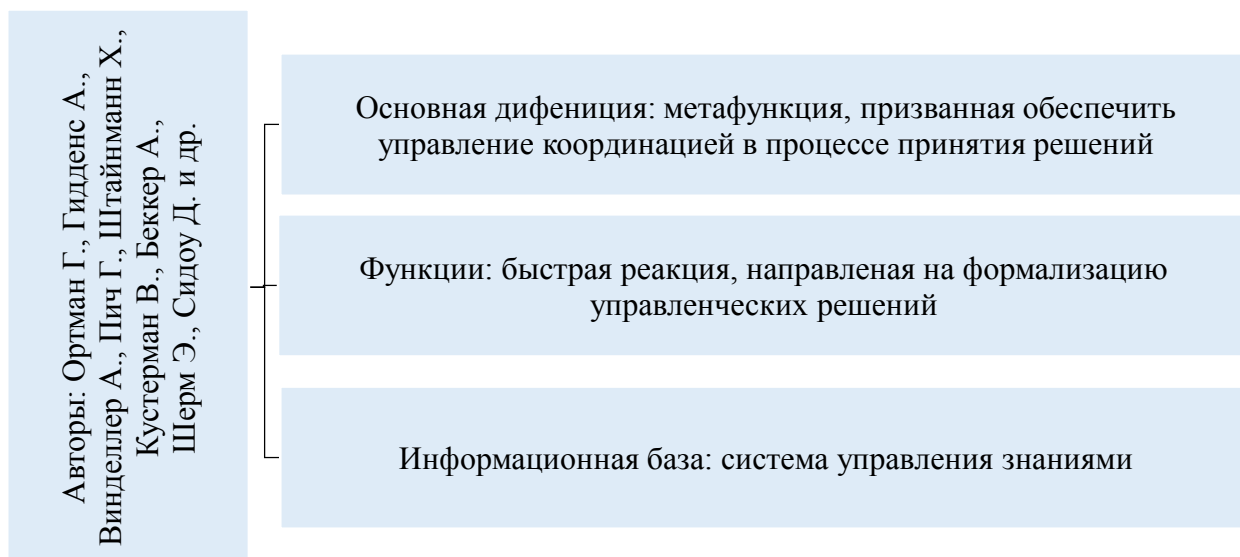 Авторы: Ортман Г., Гидденс А.,
Винделлер А., Пич Г., Штайнманн Х.,
Кустерман В., Беккер А.,
Шерм Э., Сидоу Д. и др.
Основная дифениция: метафункция, призванная обеспечить
управление координацией в процессе принятия решений
Функции: быстрая реакция, направленая на формализацию
управленческих решений
Информационная база: система управления знаниями